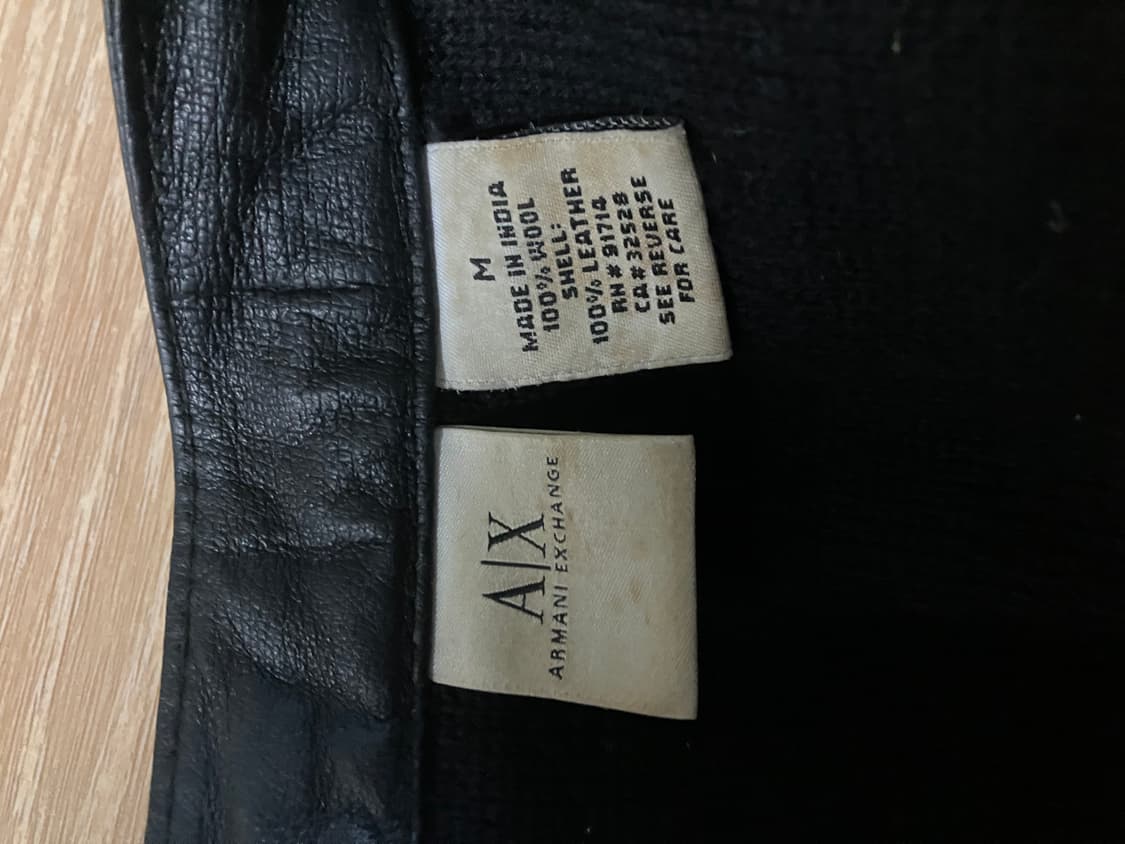 M
MADE IN INDIA
100% WOOL
SHELL:
100% LEATHER
RN# 91714
CA# 32528
SEE REVERSE
FOR CARE
A|X
ARMANI EXCHANGE